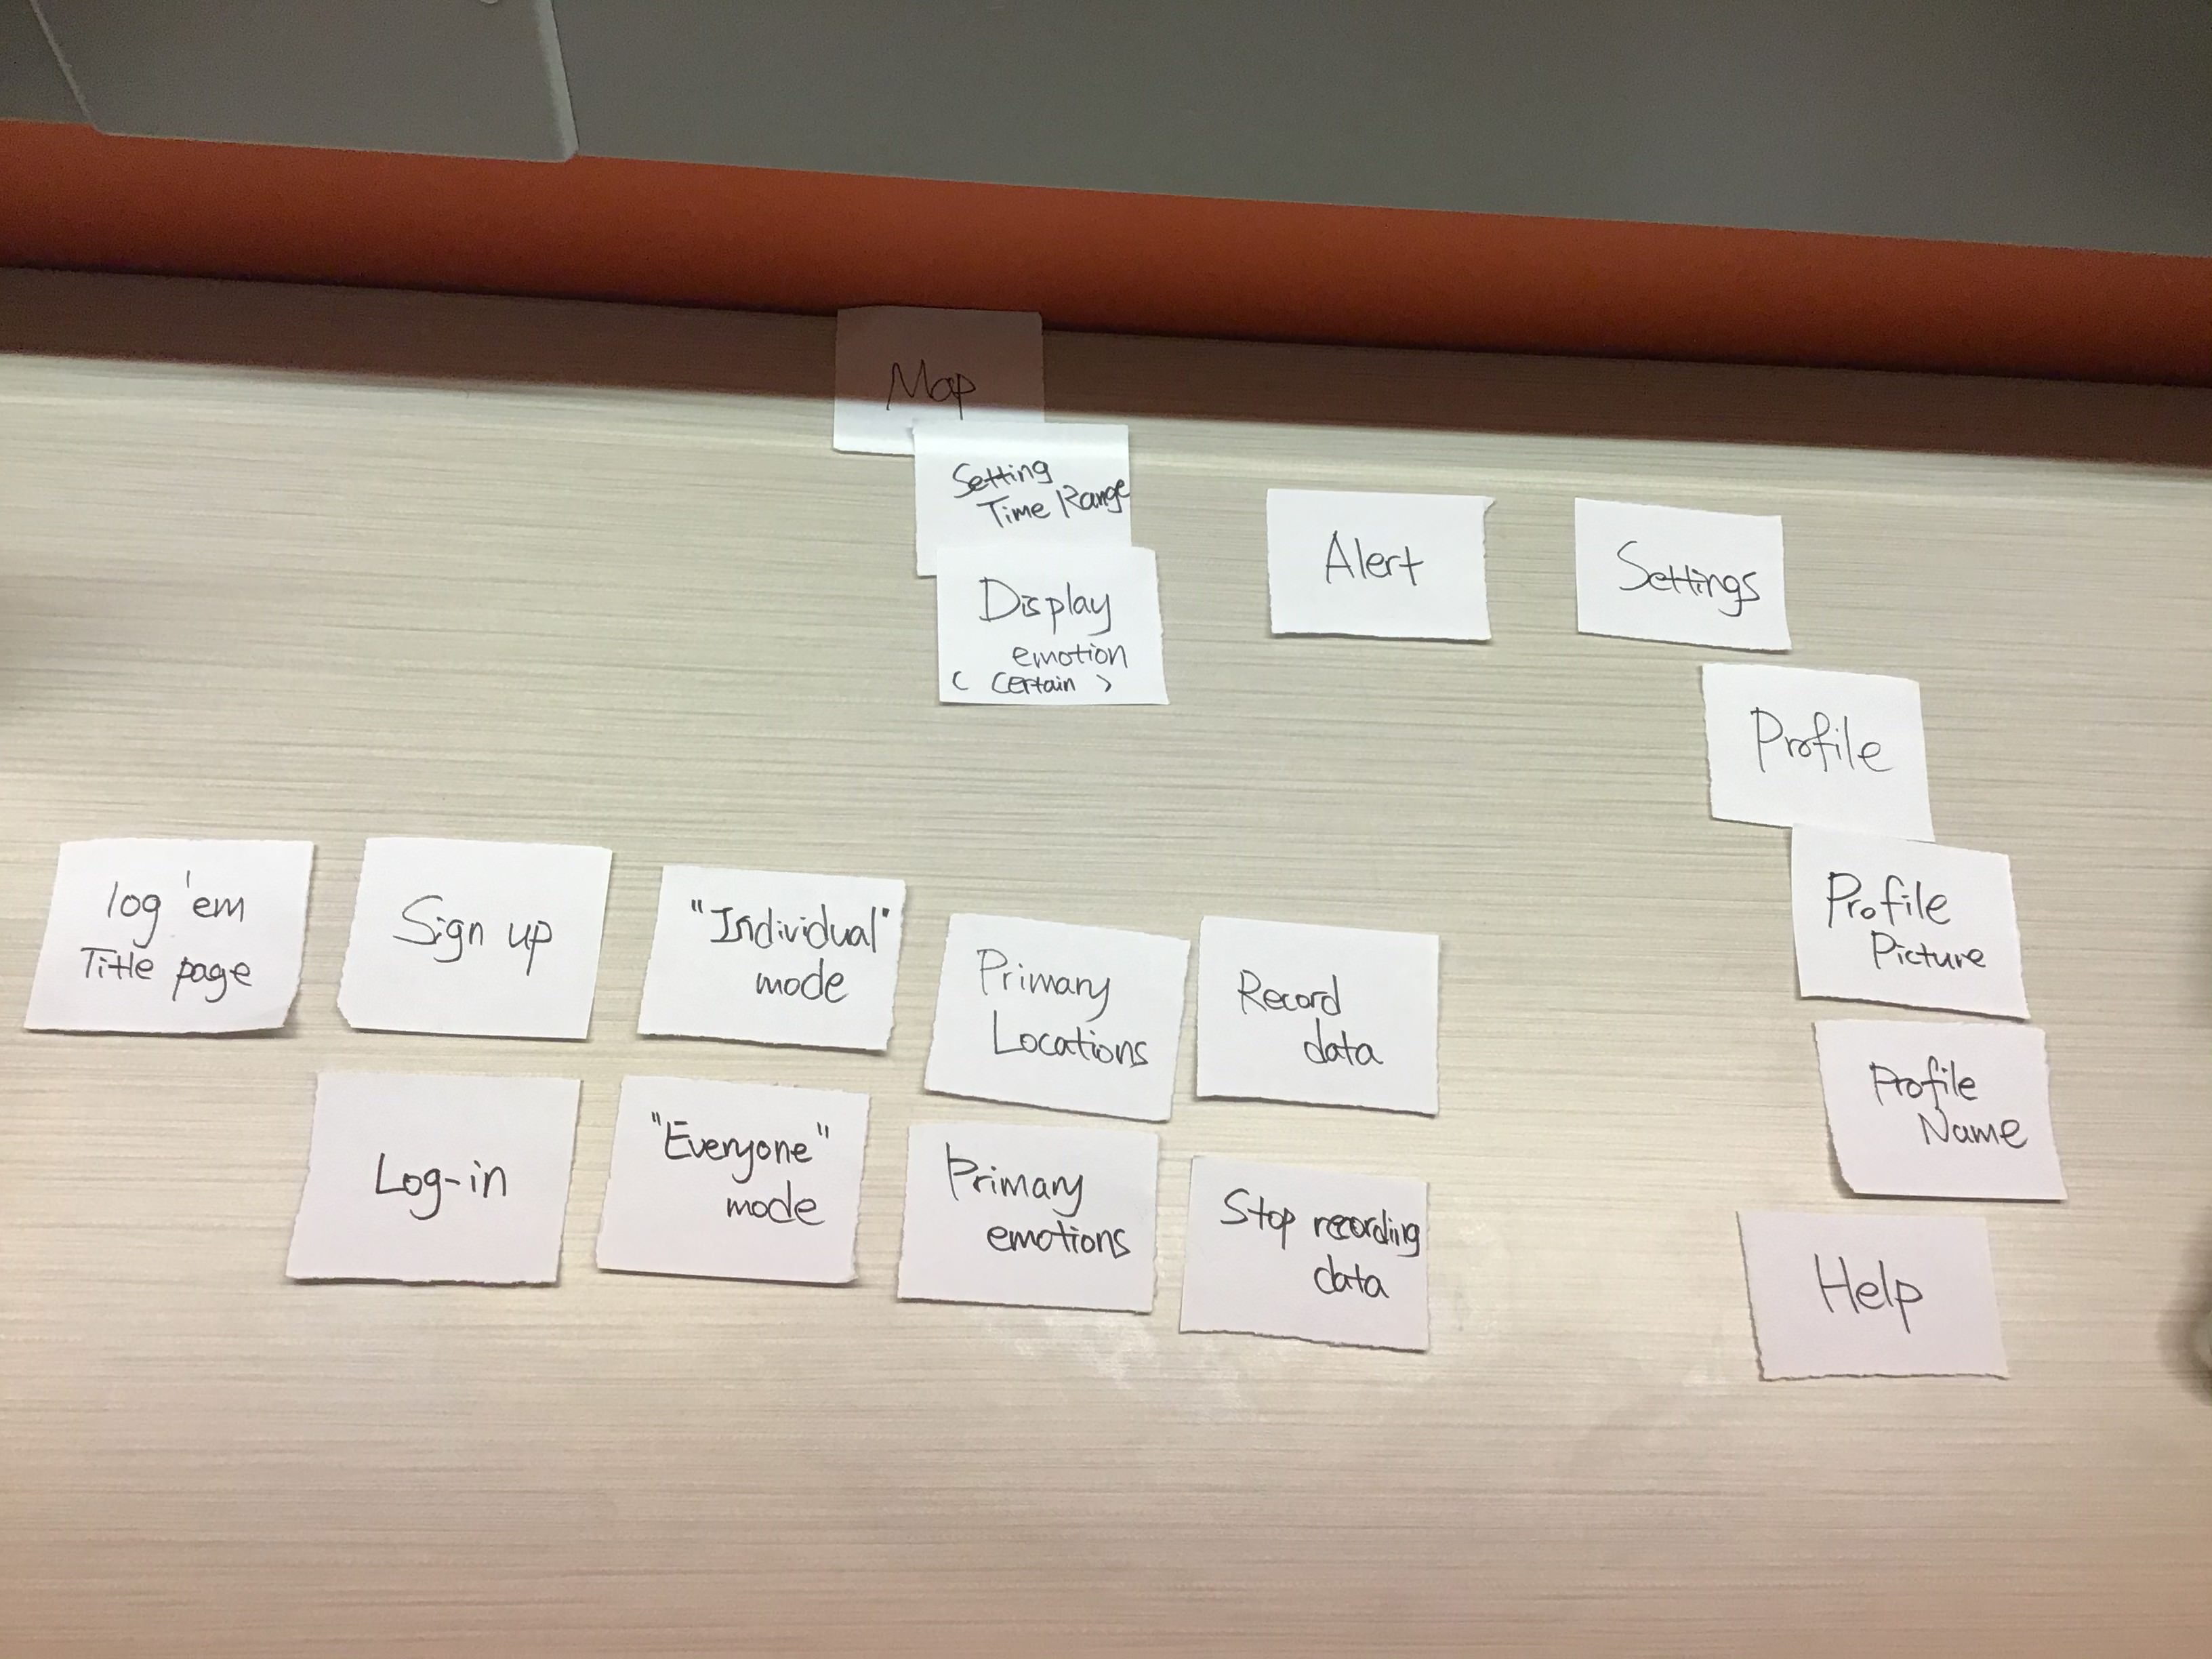 Map
Setting
Time Range
Display
emotion
( Certain )
Alert
Settings
Profile
Profile
Picture
Profile
Name
Help
log 'em
Title page
Sign up
Log-in
"Individual"
mode
"Everyone"
mode
Primary
Locations
Primary
emotions
Record
data
Stop recording
data